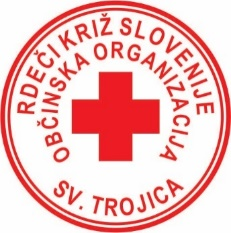 RDEČI KRIŽ SLOVENIJE
OBČINSKA ORGANIZACIJA
SV. TROJICA